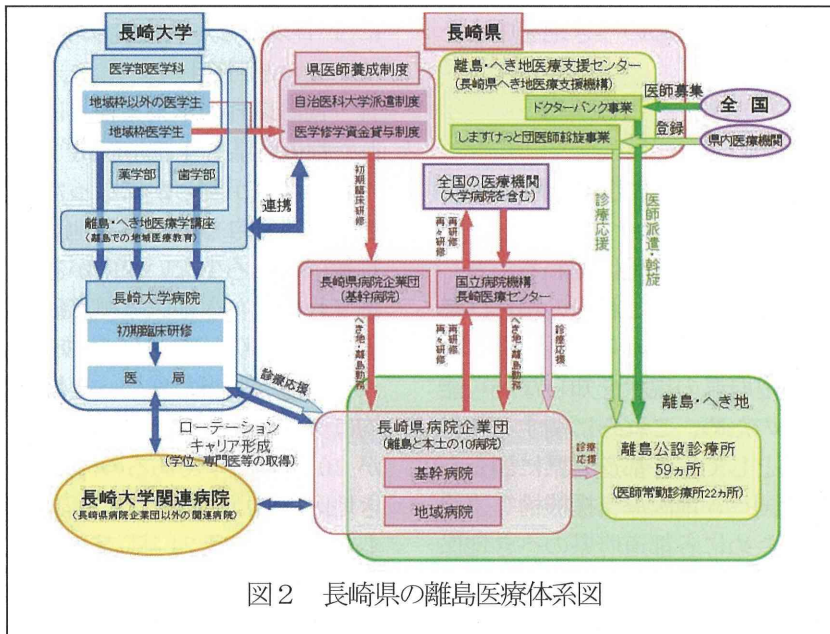 長崎大学
医学部医学科
地域枠以外の医学生
地域枠医学生
薬学部
歯学部
離島・へき地医療学講座
(離島での地域医療教育)
長崎大学病院
初期臨床研修
医局
長崎県
県医師養成制度
自治医科大学派遣制度
医学修学資金貸与制度
離島・へき地医療支援センター
(長崎県へき地医療支援機構)
ドクターバンク事業
しますけっと団医師斡旋事業
医師募集
全国
登録
県内医療機関
連携
初期臨床研修
全国の医療機関
(大学病院を含む)
再研修
再々研修
診療応援
医師派遣・斡旋
長崎県病院企業団
(基幹病院)
国立病院機構
長崎医療センター
へき地・離島勤務
再研修
再々研修
へき地・離島勤務
診療応援
診療応援
ローテーション
キャリア形成
(学位、専門医等の取得)
長崎大学関連病院
(長崎県病院企業団以外の関連病院)
離島・へき地
長崎県病院企業団
(離島と本土の10病院)
基幹病院
地域病院
診療
応援
離島公設診療所
59ヵ所
(医師常勤診療所22ヵ所)
図2 長崎県の離島医療体系図